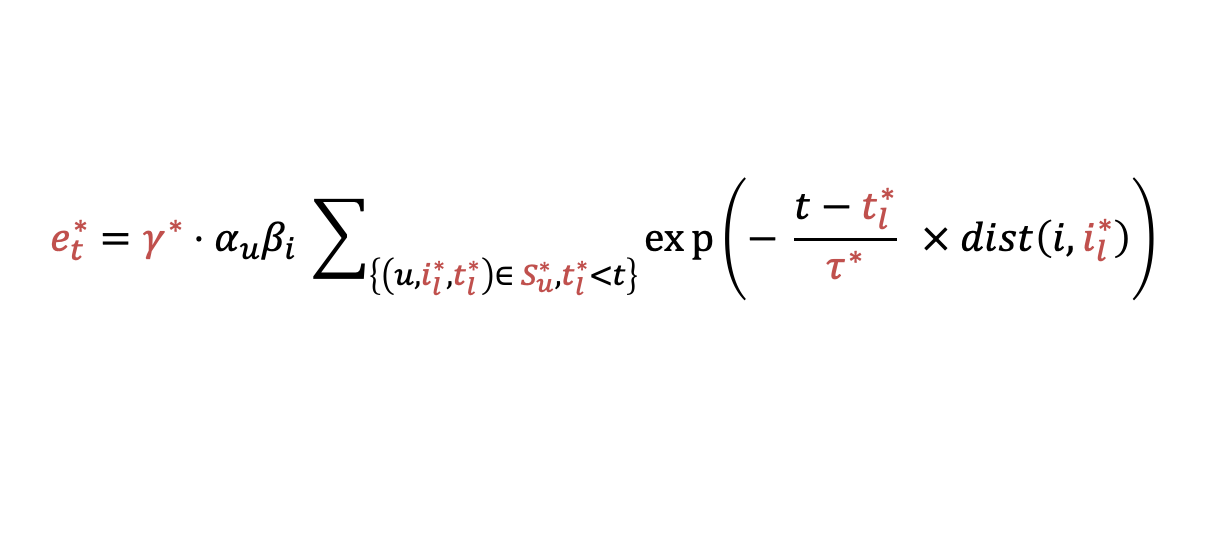 e_t^* = γ^* · α_u β_i ∑_{{(u,i_l^*,t_l^*)∈ S_u^*,t_l^*<t}} exp(− (t − t_l^*)/τ^* × dist(i, i_l^*))